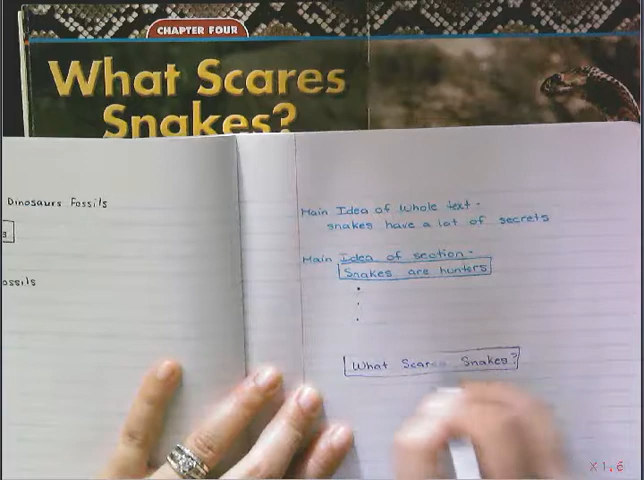 CHAPTER FOUR
What Scares
Snakes?
Dinosaurs Fossils
s
ossils
Main Idea of Whole text -
snakes have a lot of secrets
Main Idea of section -
Snakes are hunters
What Scares Snakes?
X1.6